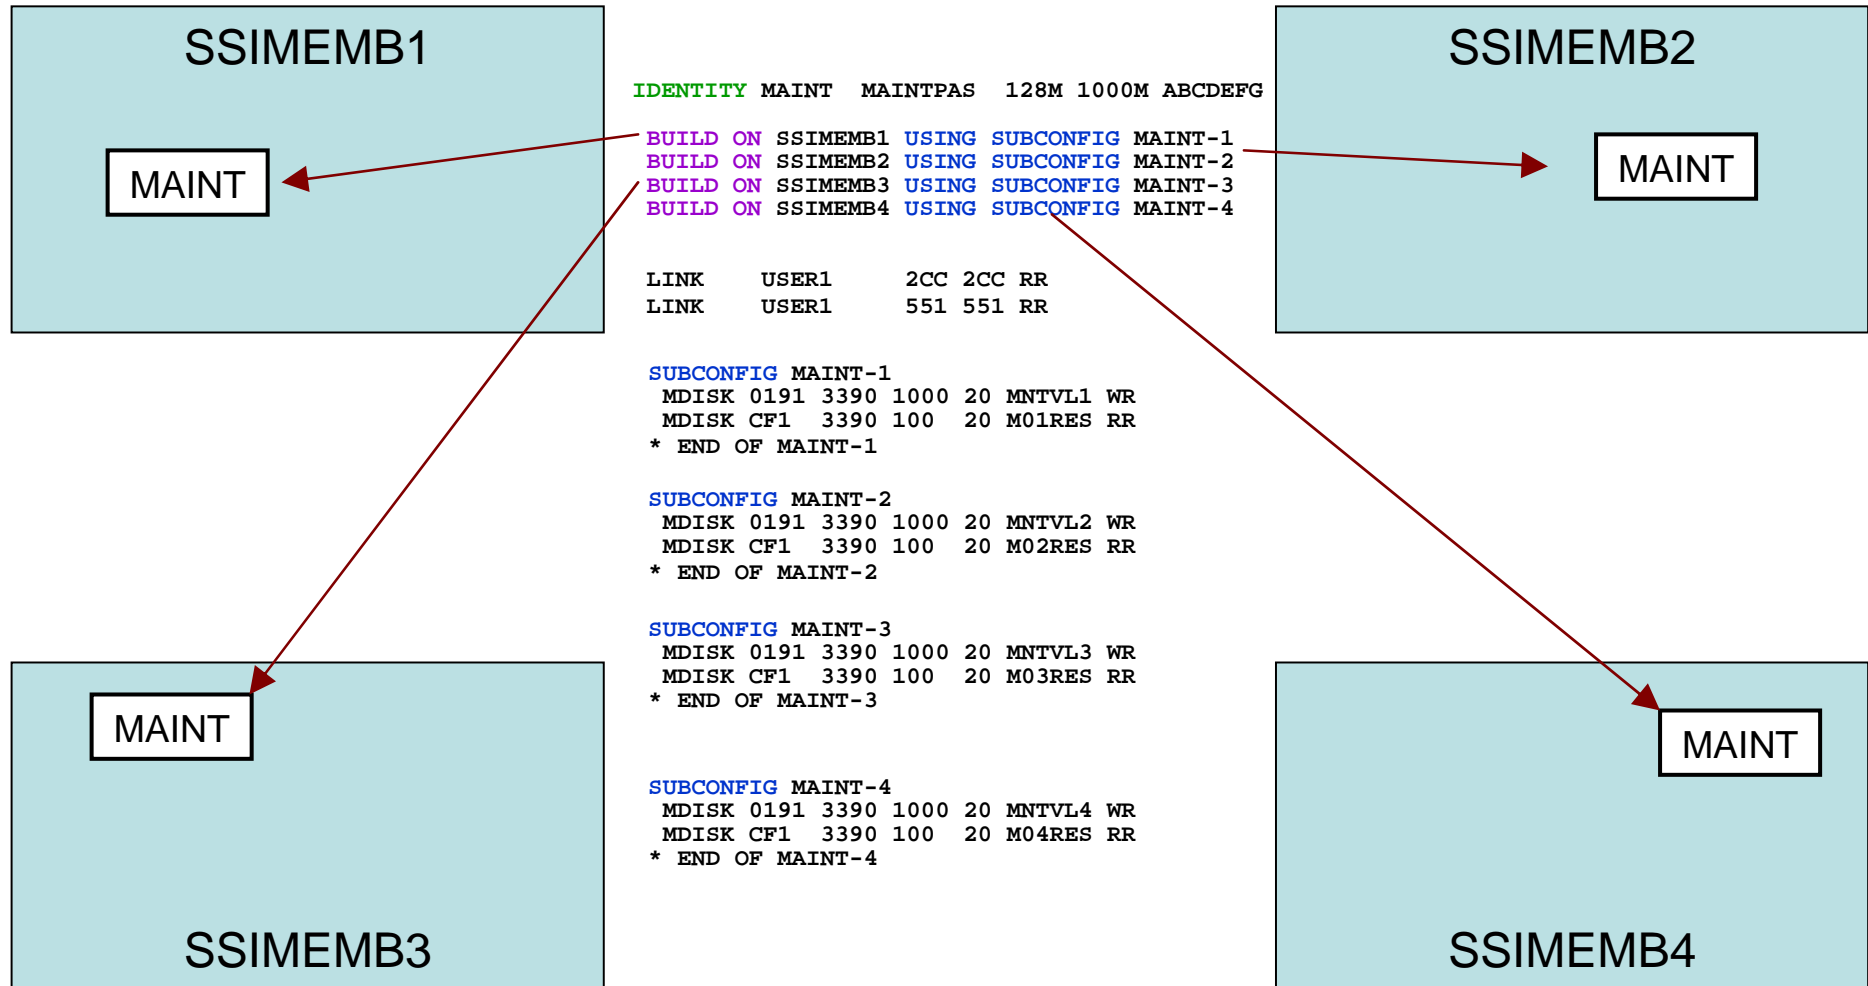 SSIMEMB1
MAINT
SSIMEMB2
MAINT
IDENTITY MAINT MAINTPAS 128M 1000M ABCDEFG
BUILD ON SSIMEMB1 USING SUBCONFIG MAINT-1
BUILD ON SSIMEMB2 USING SUBCONFIG MAINT-2
BUILD ON SSIMEMB3 USING SUBCONFIG MAINT-3
BUILD ON SSIMEMB4 USING SUBCONFIG MAINT-4
LINK USER1 2CC 2CC RR
LINK USER1 551 551 RR
SUBCONFIG MAINT-1
MDISK 0191 3390 1000 20 MNTVL1 WR
MDISK CF1 3390 100 20 M01RES RR
* END OF MAINT-1
SUBCONFIG MAINT-2
MDISK 0191 3390 1000 20 MNTVL2 WR
MDISK CF1 3390 100 20 M02RES RR
* END OF MAINT-2
SUBCONFIG MAINT-3
MDISK 0191 3390 1000 20 MNTVL3 WR
MDISK CF1 3390 100 20 M03RES RR
* END OF MAINT-3
SUBCONFIG MAINT-4
MDISK 0191 3390 1000 20 MNTVL4 WR
MDISK CF1 3390 100 20 M04RES RR
* END OF MAINT-4
MAINT
SSIMEMB3
MAINT
SSIMEMB4